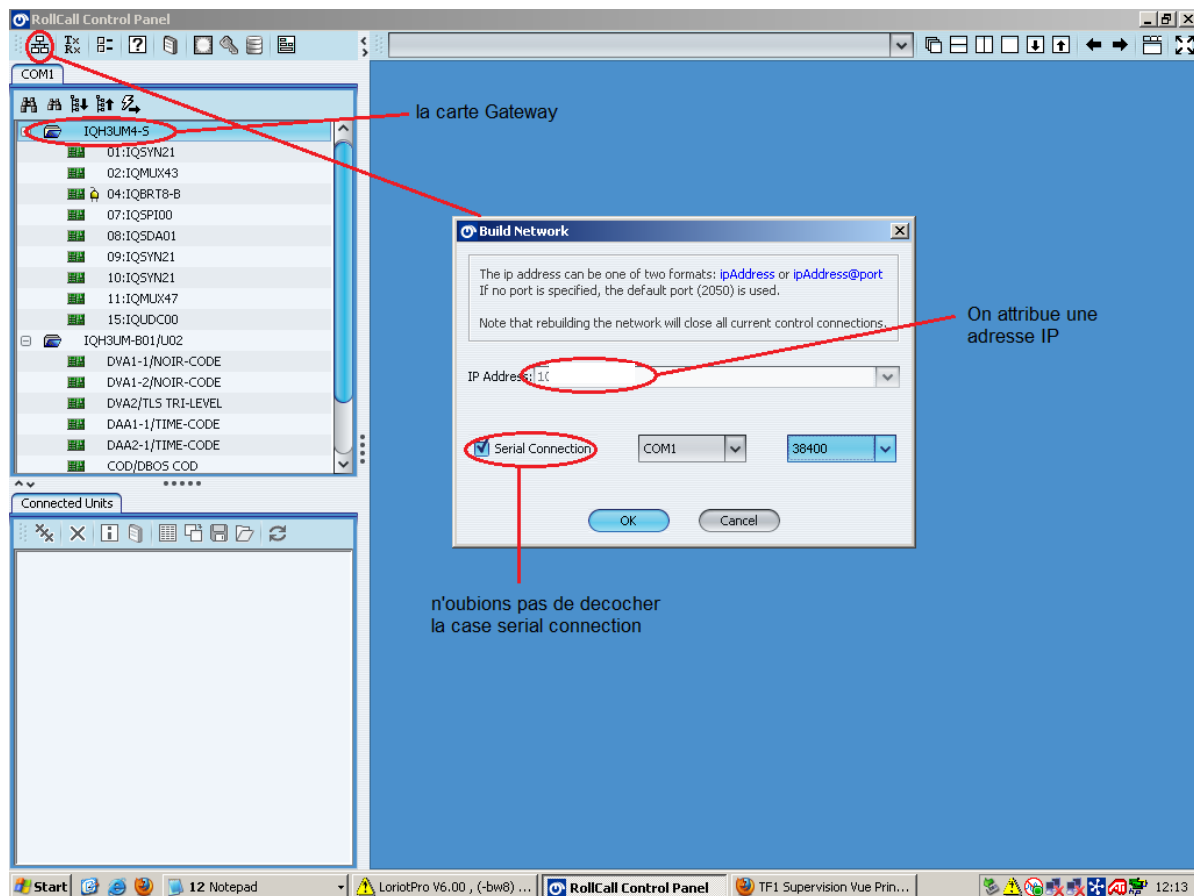 RollCall Control Panel
Tx
Rx
COM1
IQH3UM4-S
01:IQSYN21
02:IQMUX43
04:IQBRT8-B
07:IQSPI00
08:IQSDA01
09:IQSYN21
10:IQSYN21
11:IQMUX47
15:IQUDC00
IQH3UM-B01/U02
DVA1-1/NOIR-CODE
DVA1-2/NOIR-CODE
DVA2/TLS TRI-LEVEL
DAA1-1/TIME-CODE
DAA2-1/TIME-CODE
COD/DBOS COD
Connected Units
la carte Gateway
Build Network
The ip address can be one of two formats: ipAddress or ipAddress@port
If no port is specified, the default port (2050) is used.
Note that rebuilding the network will close all current control connections.
IP Address: 10
Serial Connection COM1 38400
OK Cancel
On attribue une
adresse IP
n'oubions pas de decocher
la case serial connection
Start 12 Notepad LoriotPro V6.00 , (-bw8) ... RollCall Control Panel TF1 Supervision Vue Prin... 12:13